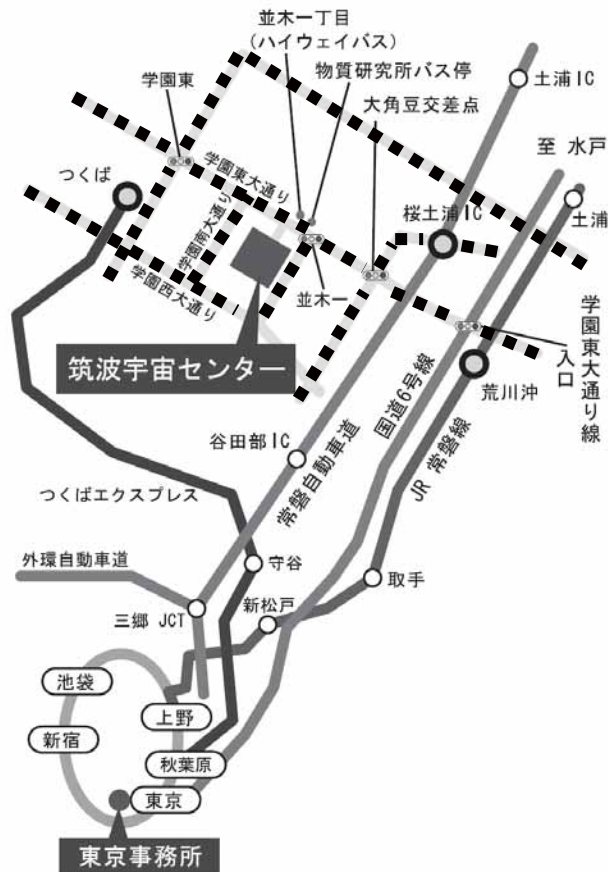 並木一丁目
（ハイウェイバス）
物質研究所バス停
学園東
大角豆交差点
土浦IC
至 水戸
つくば
学園東大通り
土浦
桜土浦IC
学園南大通り
学園西大通り
並木一
学園東大通り線
入口
筑波宇宙センター
荒川沖
国道6号線
谷田部IC
常磐自動車道
JR 常磐線
つくばエクスプレス
外環自動車道
守谷
取手
新松戸
三郷 JCT
池袋
上野
新宿
秋葉原
東京
東京事務所